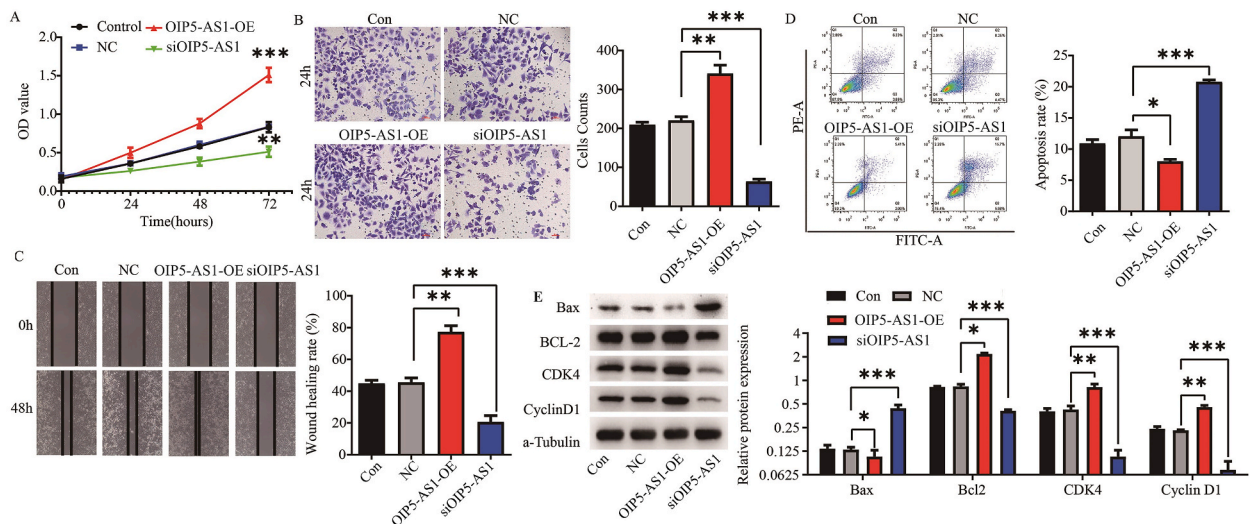 A
Control
OIP5-AS1-OE
NC
siOIP5-AS1
2.0
1.5
1.0
0.5
0.0
OD value
***
**
0 24 48 72
Time(hours)
B
Con NC
24h
OIP5-AS1-OE siOIP5-AS1
24h
400
300
200
100
0
Cells Counts
***
**
Con NC OIP5-AS1-OE siOIP5-AS1
D
Con NC
OIP5-AS1-OE siOIP5-AS1
PE-A
FITC-A
25
20
15
10
5
0
Apoptosis rate (%)
***
*
Con NC OIP5-AS1-OE siOIP5-AS1
C
Con NC OIP5-AS1-OE siOIP5-AS1
0h
48h
100
80
60
40
20
0
Wound healing rate (%)
***
**
Con NC OIP5-AS1-OE siOIP5-AS1
E
Bax
BCL-2
CDK4
CyclinD1
a-Tubulin
Con NC OIP5-AS1-OE siOIP5-AS1
Con NC
OIP5-AS1-OE
siOIP5-AS1
4
2
1
0.5
0.25
0.125
0.0625
Relative protein expression
***
*
***
*
***
**
***
**
Bax Bcl2 CDK4 Cyclin D1